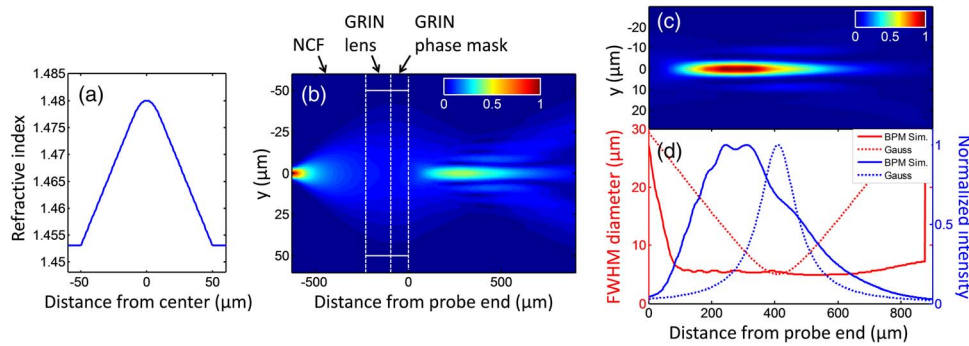 (a)
Refractive index
1.485
1.48
1.475
1.47
1.465
1.46
1.455
1.45
-50 0 50
Distance from center (µm)
NCF
GRIN lens
GRIN phase mask
(b)
0 0.5 1
y (µm)
-50
-25
0
25
50
-500 0 500
Distance from probe end (µm)
(c)
0 0.5 1
y (µm)
-20
-10
0
10
20
(d)
BPM Sim.
Gauss
BPM Sim.
Gauss
FWHM diameter (µm)
30
20
10
0
Normalized intensity
1
0.5
0
0 200 400 600 800
Distance from probe end (µm)